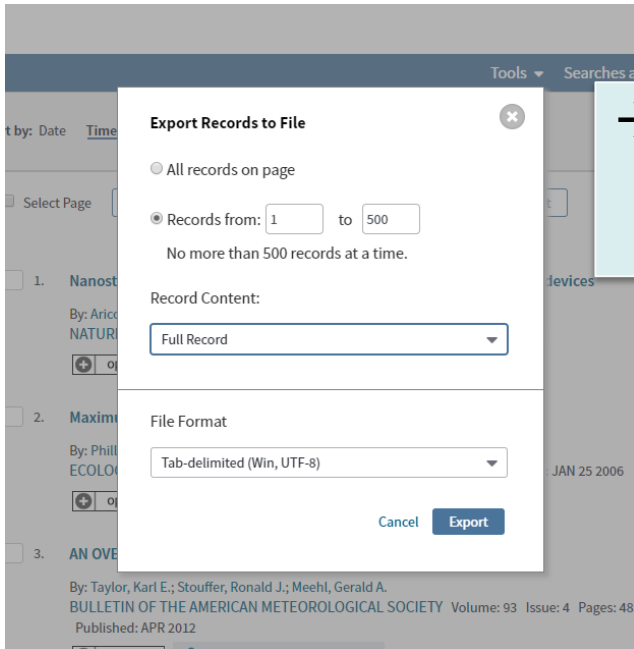 Tools Searches
t by: Date Time
Select Page
Export Records to File
All records on page
Records from: 1 to 500
No more than 500 records at a time.
Record Content:
Full Record
File Format
Tab-delimited (Win, UTF-8)
Cancel Export
1. Nanost devices
By: Arico
NATUR
2. Maxim
By: Phill
ECOLO JAN 25 2006
3. AN OVE
By: Taylor, Karl E.; Stouffer, Ronald J.; Meehl, Gerald A.
BULLETIN OF THE AMERICAN METEOROLOGICAL SOCIETY Volume: 93 Issue: 4 Pages: 48
Published: APR 2012